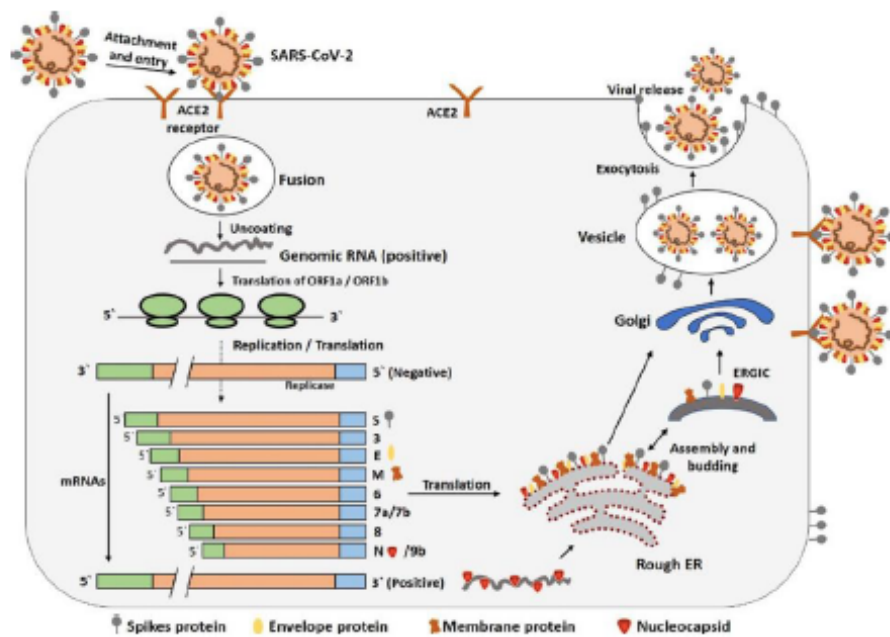 Attachment
and entry
SARS-CoV-2
ACE2
receptor
ACE2
Viral release
Exocytosis
Fusion
Uncoating
Genomic RNA (positive)
Translation of ORF1a / ORF1b
5` 3`
Replication / Translation
3` 5` (Negative)
Replicase
5` S
5` 3
5` E
5` M
5` 6
5` 7a/7b
5` 8
5` N /9b
mRNAs
5` 3` (Positive)
Translation
Vesicle
Golgi
ERGIC
Assembly and
budding
Rough ER
Spikes protein Envelope protein Membrane protein Nucleocapsid